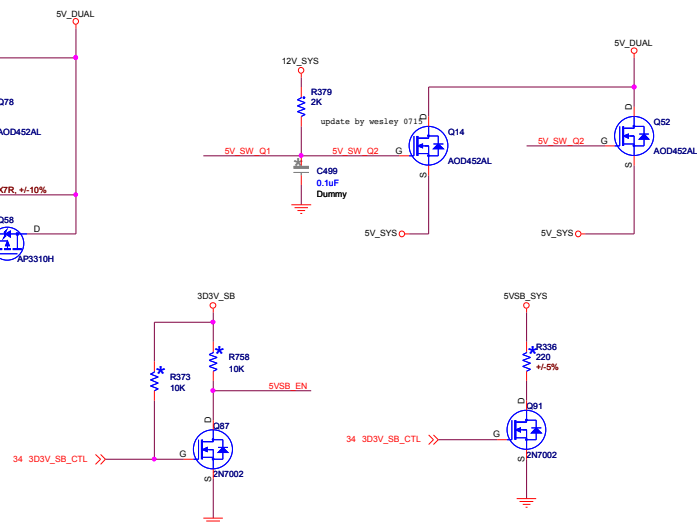 5V_DUAL
Q78
AOD452AL
X7R, +/-10%
Q58
D
AP3310H
12V_SYS
R379
2K
update by wesley 0715
5V_SW_Q1
5V_SW_Q2
G
D
Q14
AOD452AL
S
C499
0.1uF
Dummy
5V_SYS
5V_DUAL
D
Q52
5V_SW_Q2
G
AOD452AL
S
5V_SYS
3D3V_SB
R373
10K
R758
10K
5VSB_EN
D
Q87
34 3D3V_SB_CTL
G
2N7002
S
5VSB_SYS
R336
220
+/-5%
D
Q91
34 3D3V_SB_CTL
G
2N7002
S